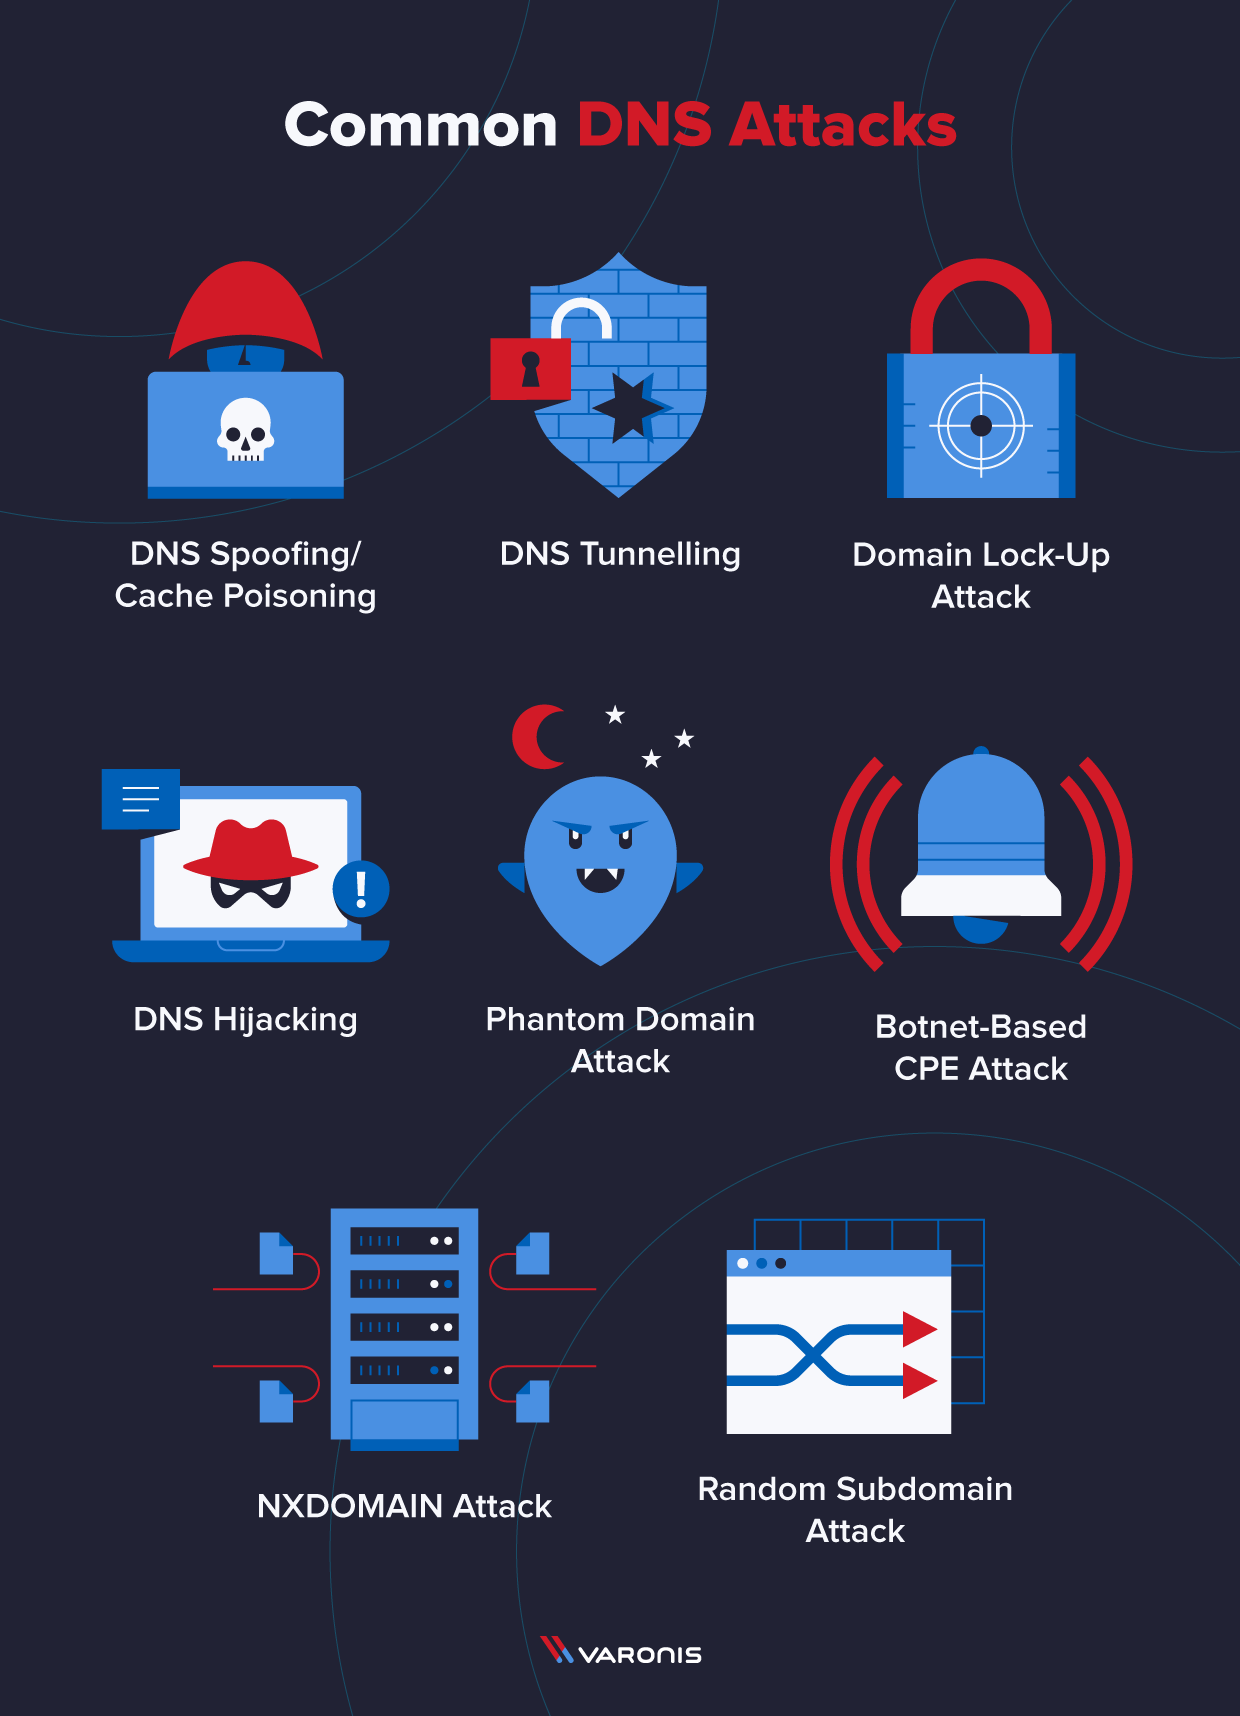 Common DNS Attacks
DNS Spoofing/
Cache Poisoning
DNS Tunnelling
Domain Lock-Up
Attack
DNS Hijacking
Phantom Domain
Attack
Botnet-Based
CPE Attack
NXDOMAIN Attack
Random Subdomain
Attack
VARONIS